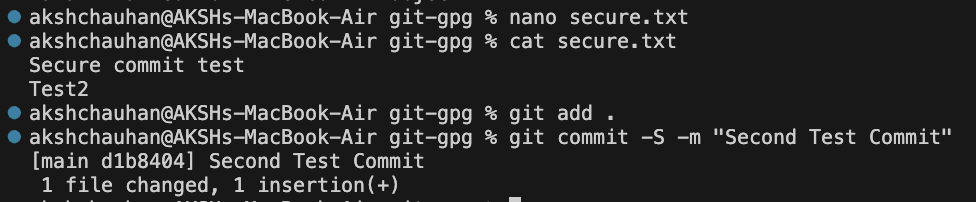 akshchauhan@AKSHs-MacBook-Air git-gpg % nano secure.txt
akshchauhan@AKSHs-MacBook-Air git-gpg % cat secure.txt
Secure commit test
Test2
akshchauhan@AKSHs-MacBook-Air git-gpg % git add .
akshchauhan@AKSHs-MacBook-Air git-gpg % git commit -S -m "Second Test Commit"
[main d1b8404] Second Test Commit
 1 file changed, 1 insertion(+)